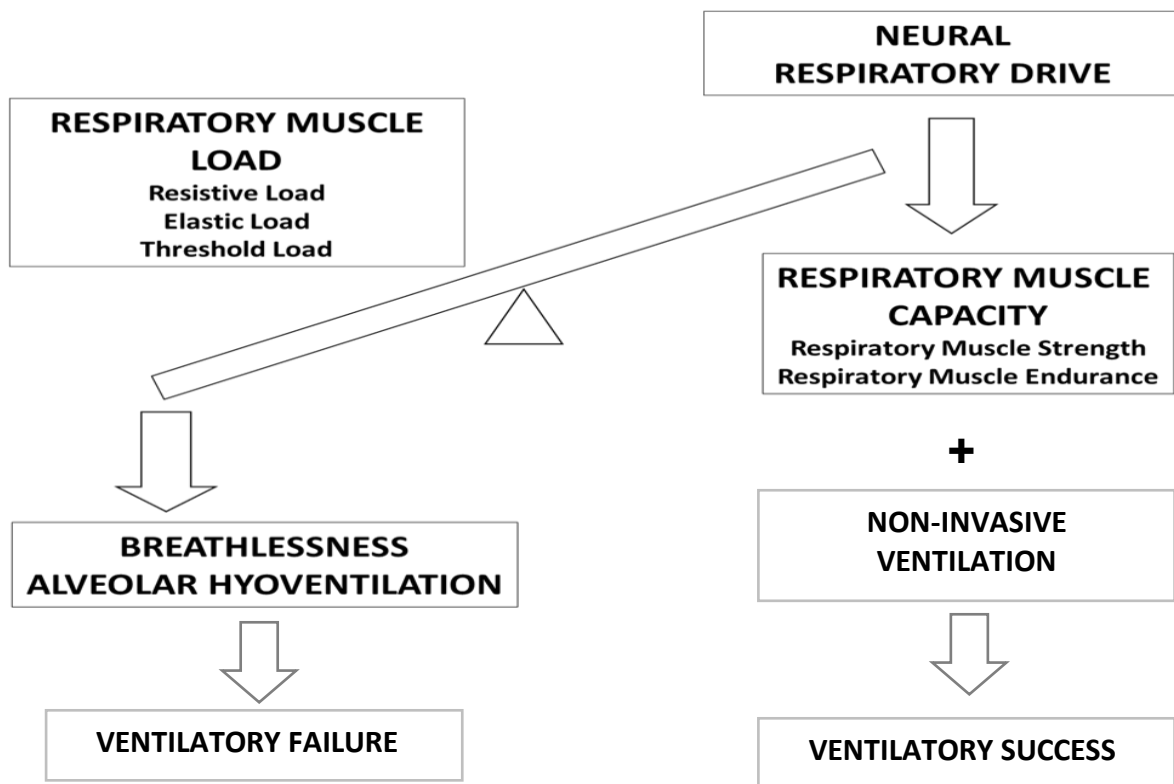 NEURAL
RESPIRATORY DRIVE
RESPIRATORY MUSCLE
LOAD
Resistive Load
Elastic Load
Threshold Load
RESPIRATORY MUSCLE
CAPACITY
Respiratory Muscle Strength
Respiratory Muscle Endurance
+
BREATHLESSNESS
ALVEOLAR HYOVENTILATION
NON-INVASIVE
VENTILATION
VENTILATORY FAILURE
VENTILATORY SUCCESS